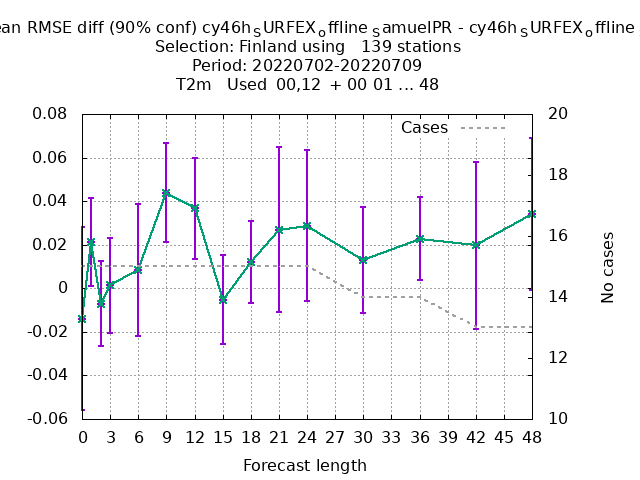 ean RMSE diff (90% conf) cy46hSURFEXoffline SamuelPR - cy46hSURFEXoffline
Selection: Finland using 139 stations
Period: 20220702-20220709
T2m Used 00,12 + 00 01 ... 48
Cases
0.08
0.06
0.04
0.02
0
-0.02
-0.04
-0.06
20
18
16
14
12
10
No cases
0 3 6 9 12 15 18 21 24 27 30 33 36 39 42 45 48
Forecast length